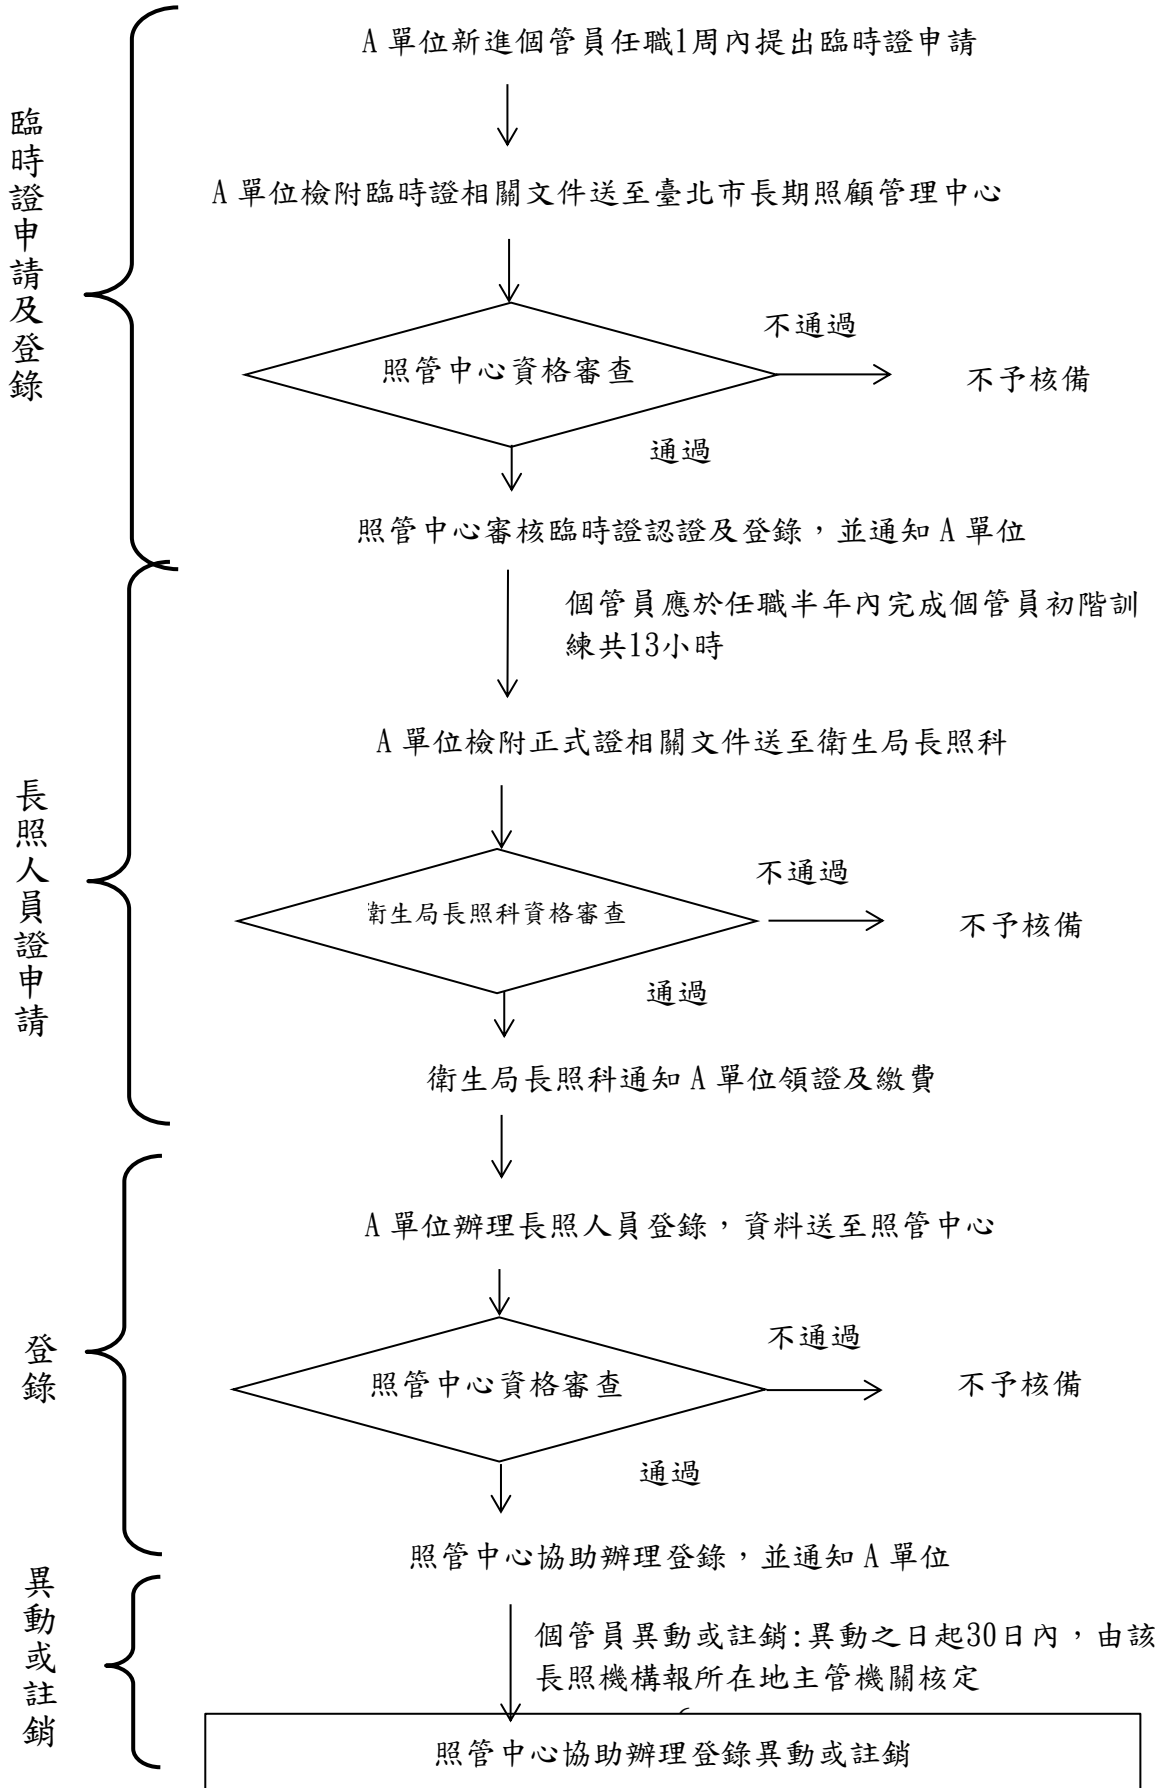 臨時證申請及登錄
A 單位新進個管員任職1周內提出臨時證申請
A 單位檢附臨時證相關文件送至臺北市長期照顧管理中心
照管中心資格審查
不通過
不予核備
通過
照管中心審核臨時證認證及登錄，並通知 A 單位
長照人員證申請
個管員應於任職半年內完成個管員初階訓
練共13小時
A 單位檢附正式證相關文件送至衛生局長照科
衛生局長照科資格審查
不通過
不予核備
通過
衛生局長照科通知 A 單位領證及繳費
登錄
A 單位辦理長照人員登錄，資料送至照管中心
照管中心資格審查
不通過
不予核備
通過
照管中心協助辦理登錄，並通知 A 單位
異動或註銷
個管員異動或註銷:異動之日起30日內，由該
長照機構報所在地主管機關核定
照管中心協助辦理登錄異動或註銷